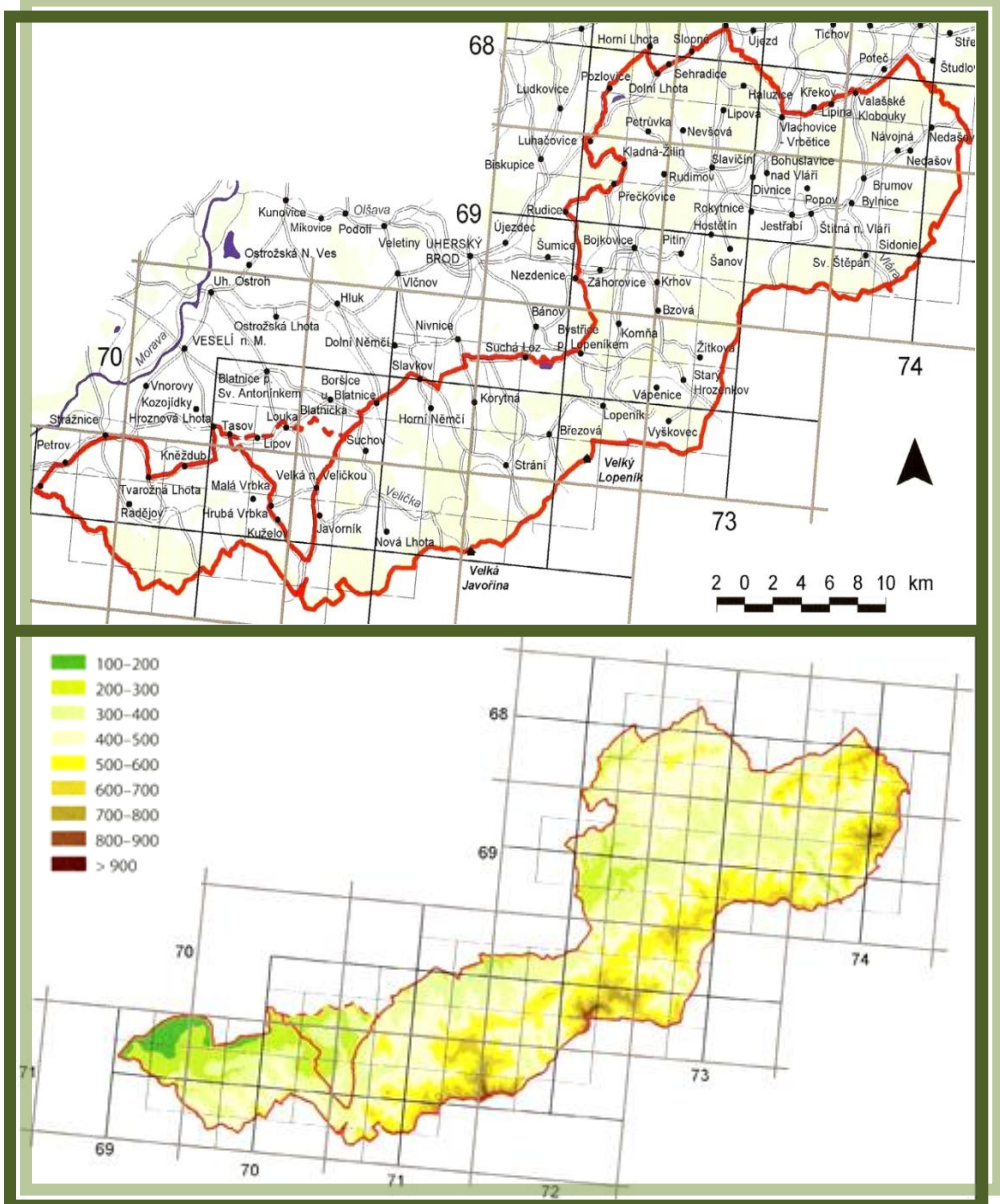 68
Horní Lhota
Slopné
Újezd
Tichov
Stře
Pozlovice
Sehradice
Poteč
Študlov
Dolní Lhota
Haluzice
Křekov
Ludkovice
Lipová
Lipina
Valašské
Klobouky
Petrůvka
Nevšová
Vlachovice
Vrbětice
Návojná
Nedašov
Luhačovice
Kladná-Žilín
Nedašov
Biskupice
Slavičín
Bohuslavice
nad Vláří
Rudimov
Divnice
Brumov
Přečkovice
Popov
Bylnice
Kunovice
69
Rudice
Rokytnice
Míkovice
Olšava
Podolí
Hostětín
Jestřabí
Štítná n. Vláří
Veletiny
UHERSKÝ
BROD
Újezdec
Bojkovice
Pitín
Sidonie
Šumice
Šanov
Sv. Štěpán
Vlára
Ostrožská N. Ves
Vlčnov
Nezdenice
Záhorovice
Krhov
Uh. Ostroh
Hluk
Bánov
Bzová
Ostrožská Lhota
Nivnice
Bystřice
p. Lopeníkem
Komňa
70
Morava
VESELÍ n. M.
Dolní Němčí
Suchá Loz
Žítková
74
Slavkov
Starý
Hrozenkov
Blatnice p.
Sv. Antonínkem
Boršice
u Blatnice
Vápenice
Vnorovy
Blatnička
Horní Němčí
Korytná
Lopeník
Kozojídky
Louka
Strážnice
Hroznová Lhota
Tasov
Lipov
Suchov
Březová
Vyškovec
Petrov
Kněždub
Strání
Velký
Lopeník
Velká n. Veličkou
Tvarožná Lhota
Malá Vrbka
Velička
Radějov
Hrubá Vrbka
Javorník
73
Kuželov
Nová Lhota
Velká
Javořina
2 0 2 4 6 8 10 km
100–200
200–300
300–400
400–500
500–600
600–700
700–800
800–900
> 900
68
69
70
74
71
73
69
70
71
72